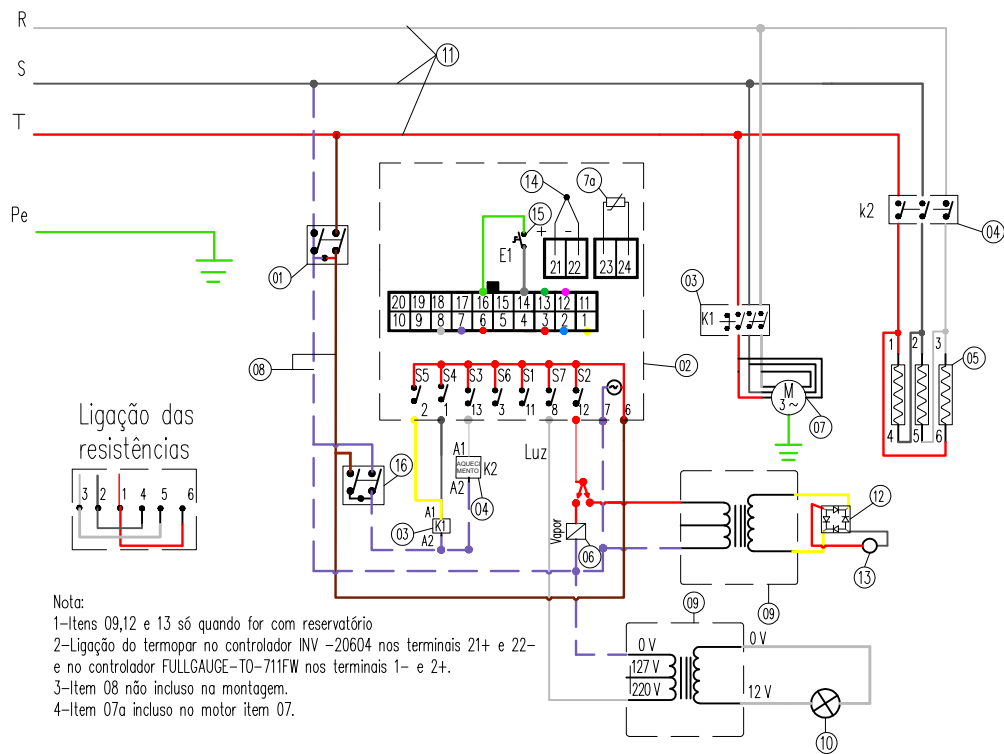 R
11
S
T
Pe
14
7a
15
+
−
E1
21 22
23 24
k2
04
01
20 19 18 17 16 15 14 13 12 11
10 9 8 7 6 5 4 3 2 1
03
K1
02
08
S5 S4 S3 S6 S1 S7 S2
2 1 13 3 11 8 12 7 6
M
3 ~
07
1 2 3
05
4 5 6
Ligação das
resistências
3 2 1 4 5 6
Luz
16
A1
AQUECI
MENTO
K2
A2
04
A1
03
K1
A2
Vapor
06
12
13
09
Nota:
1-Itens 09,12 e 13 só quando for com reservatório
2-Ligação do termopar no controlador INV -20604 nos terminais 21+ e 22-
e no controlador FULLGAUGE-TO-711FW nos terminais 1- e 2+.
3-Item 08 não incluso na montagem.
4-Item 07a incluso no motor item 07.
09
0 V
127 V
220 V
0 V
12 V
10